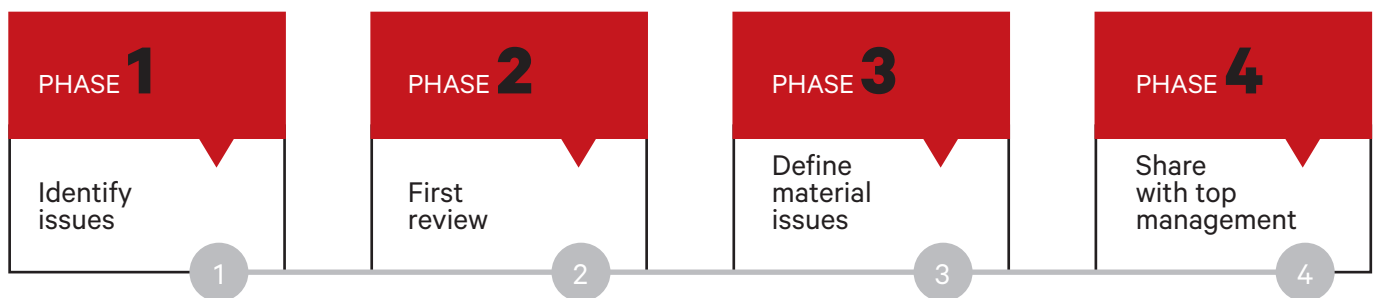 PHASE 1
Identify
issues
1
PHASE 2
First
review
2
PHASE 3
Define
material
issues
3
PHASE 4
Share
with top
management
4